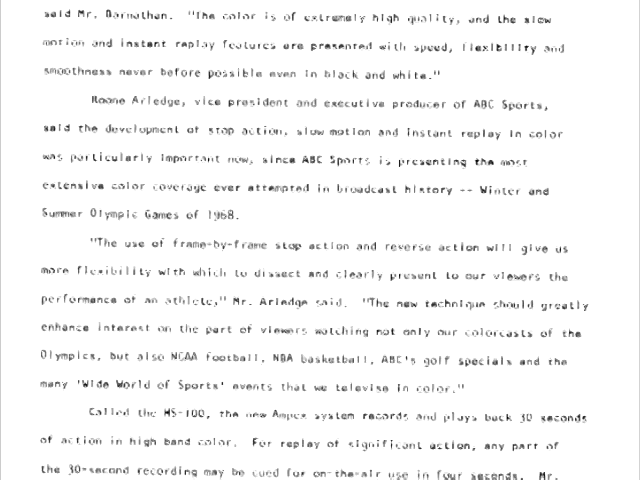 said Mr. Barnathan. "The color is of extremely high quality, and the slow
motion and instant replay features are presented with speed, flexibility and
smoothness never before possible even in black and white."
Roone Arledge, vice president and executive producer of ABC Sports,
said the development of stop action, slow motion and instant replay in color
was particularly important now, since ABC Sports is presenting the most
extensive color coverage ever attempted in broadcast history -- Winter and
Summer Olympic Games of 1968.
"The use of frame-by-frame stop action and reverse action will give us
more flexibility with which to dissect and clearly present to our viewers the
performance of an athlete," Mr. Arledge said. "The new technique should greatly
enhance interest on the part of viewers watching not only our colorcasts of the
Olympics, but also NCAA football, NBA basketball, ABC's golf specials and the
many 'Wide World of Sports' events that we televise in color."
Called the HS-100, the new Ampex system records and plays back 30 seconds
of action in high band color. For replay of significant action, any part of
the 30-second recording may be cued for on-the-air use in four seconds. Mr.